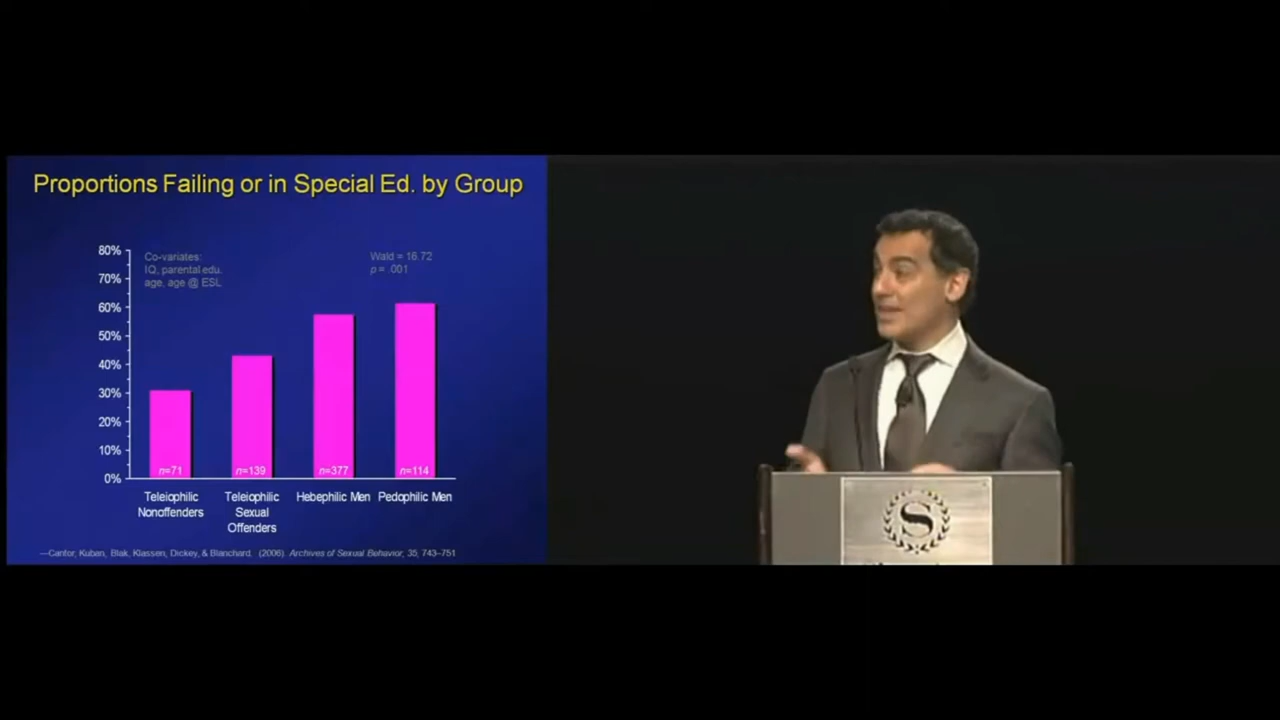 Proportions Failing or in Special Ed. by Group
80%
70%
60%
50%
40%
30%
20%
10%
0%
Co-variates:
IQ, parental edu.
age, age @ ESL
Wald = 16.72
p = .001
n=71
n=139
n=377
n=114
Teleiophilic
Nonoffenders
Teleiophilic
Sexual
Offenders
Hebephilic Men
Pedophilic Men
—Cantor, Kuban, Blak, Klassen, Dickey, & Blanchard. (2006). Archives of Sexual Behavior, 35, 743–751
S